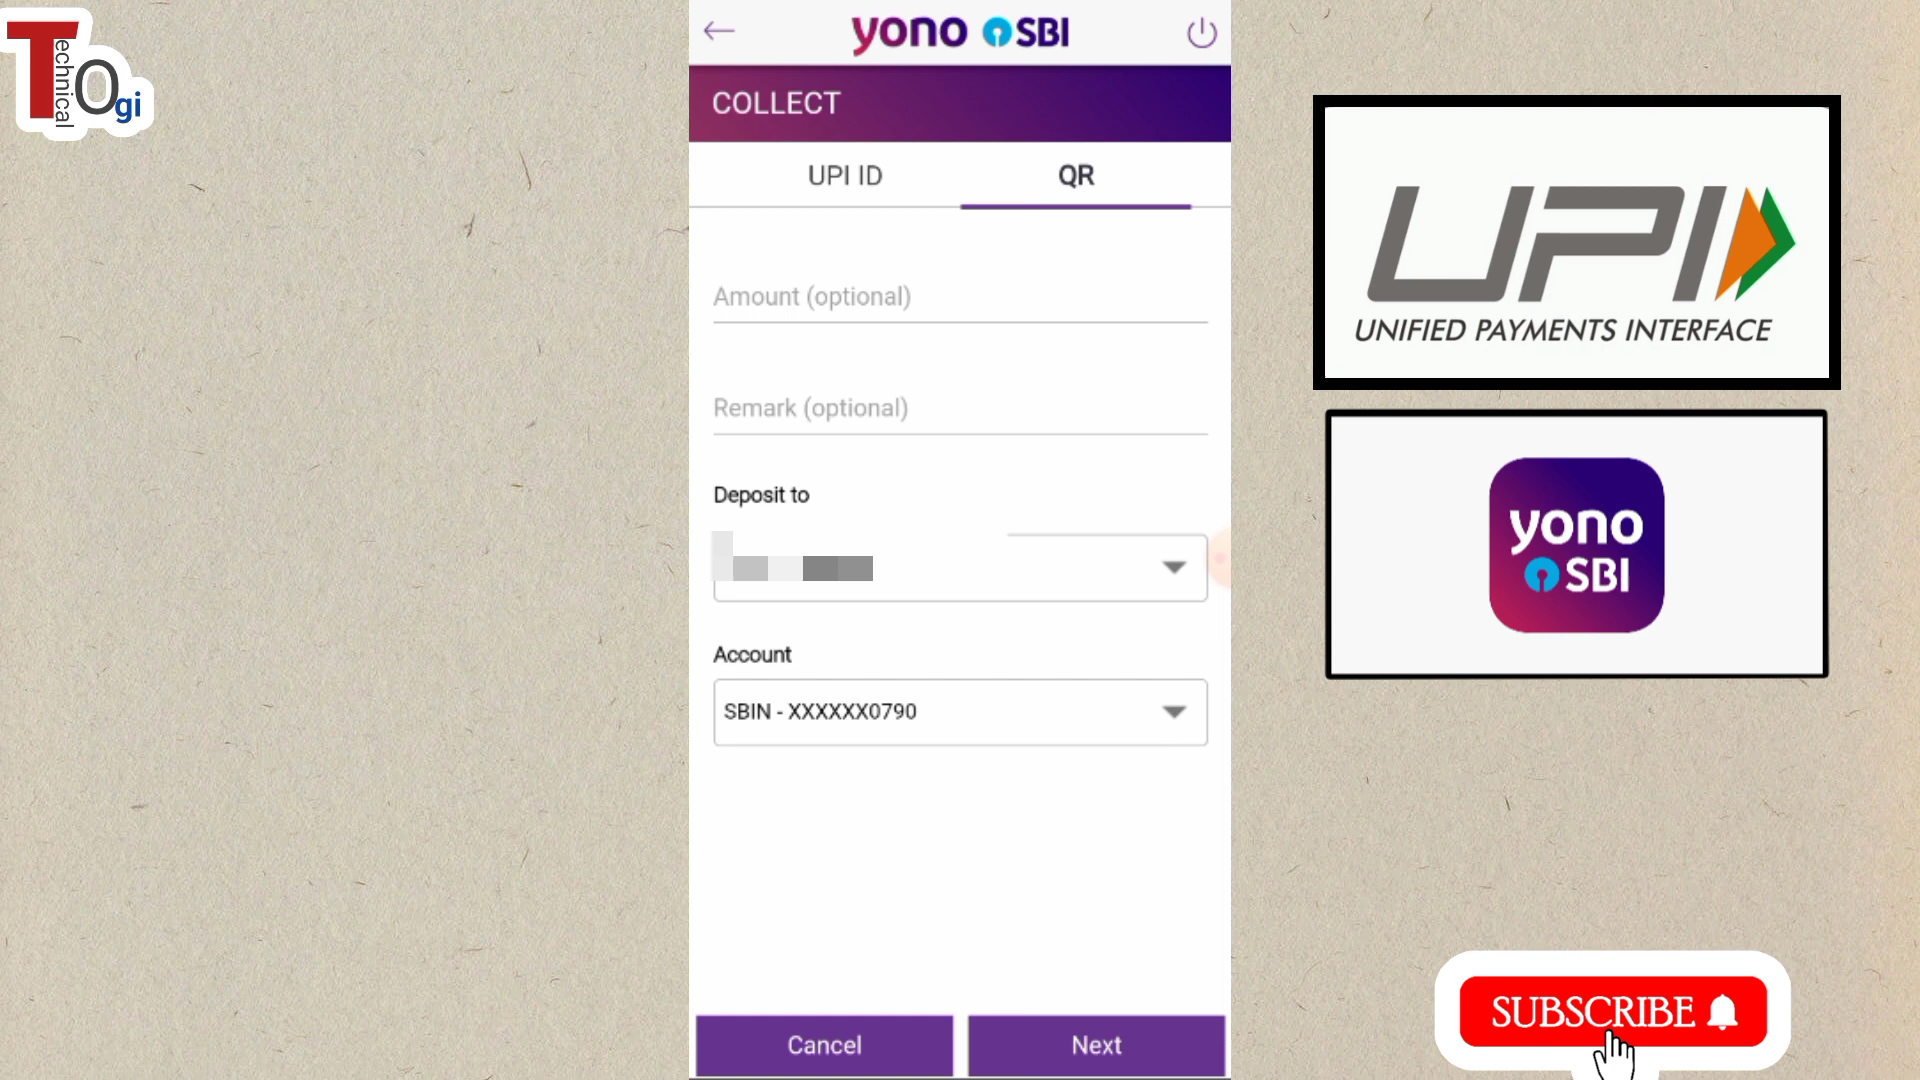 Technical
Ogi
yono SBI
COLLECT
UPI ID
QR
Amount (optional)
Remark (optional)
Deposit to
Account
SBIN - XXXXXX0790
Cancel
Next
UPI
UNIFIED PAYMENTS INTERFACE
yono
SBI
SUBSCRIBE